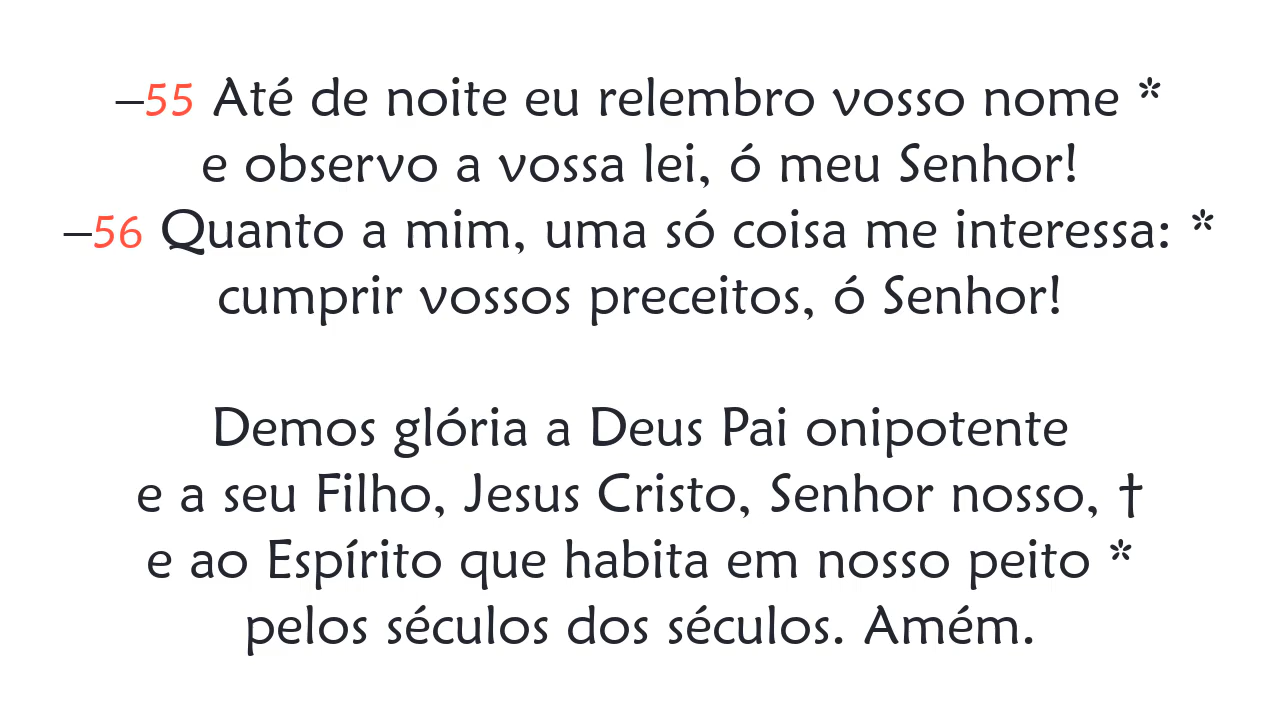 –55 Até de noite eu relembro vosso nome *
e observo a vossa lei, ó meu Senhor!
–56 Quanto a mim, uma só coisa me interessa: *
cumprir vossos preceitos, ó Senhor!
Demos glória a Deus Pai onipotente
e a seu Filho, Jesus Cristo, Senhor nosso, †
e ao Espírito que habita em nosso peito *
pelos séculos dos séculos. Amém.